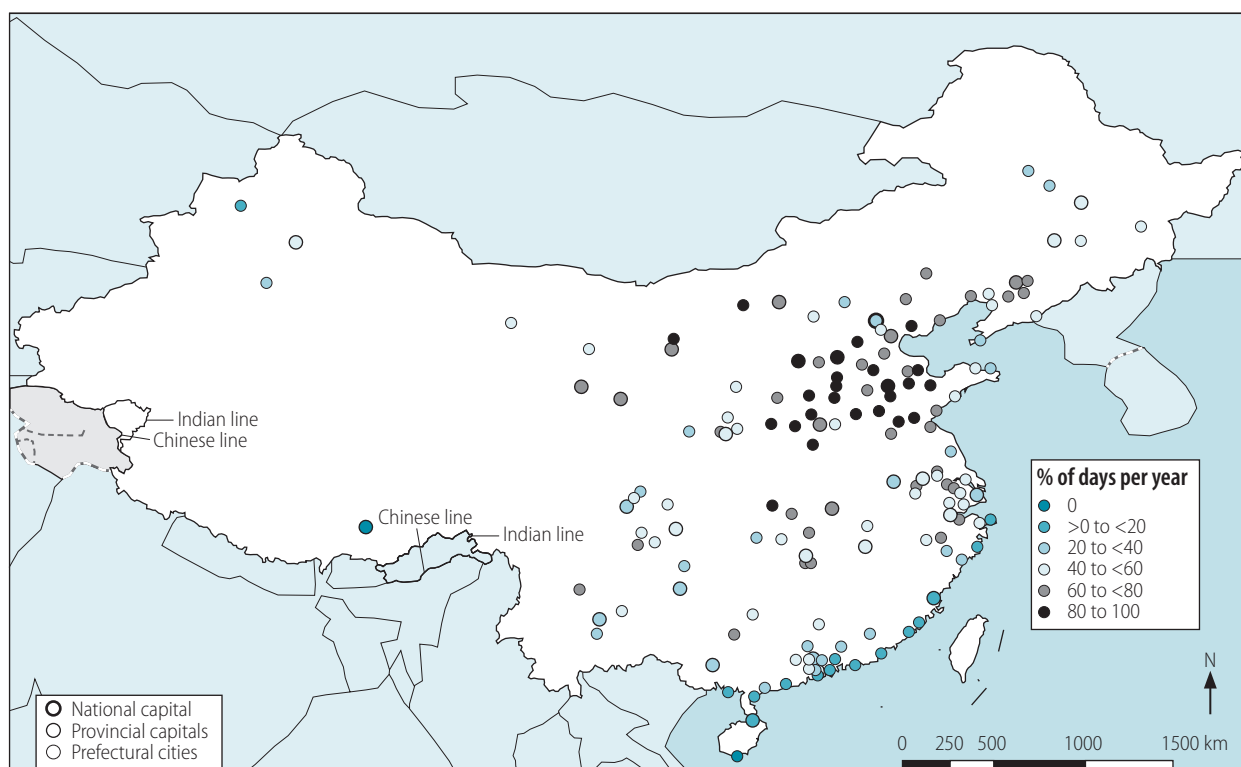 Indian line
Chinese line
Chinese line
Indian line
% of days per year
0
>0 to <20
20 to <40
40 to <60
60 to <80
80 to 100
N
National capital
Provincial capitals
Prefectural cities
0 250 500 1000 1500 km